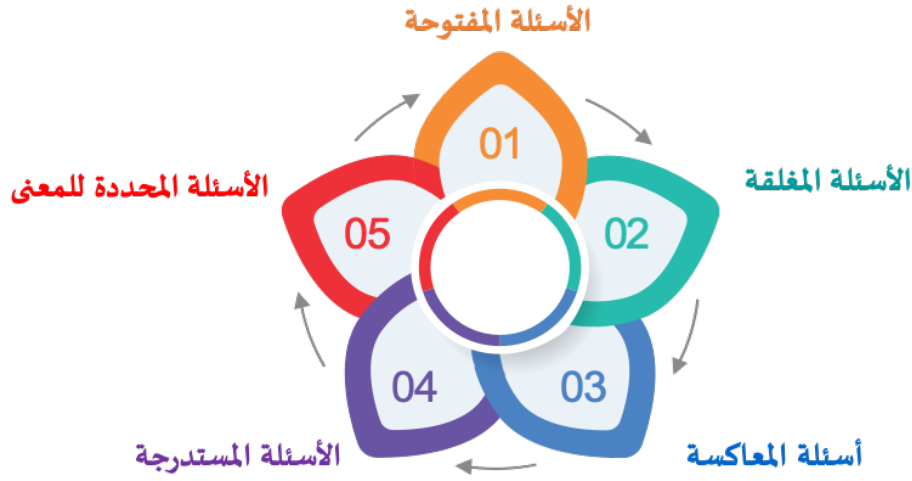 الأسئلة المفتوحة
01
الأسئلة المغلقة
02
أسئلة المعاكسة
03
الأسئلة المستدرجة
04
الأسئلة المحددة للمعنى
05